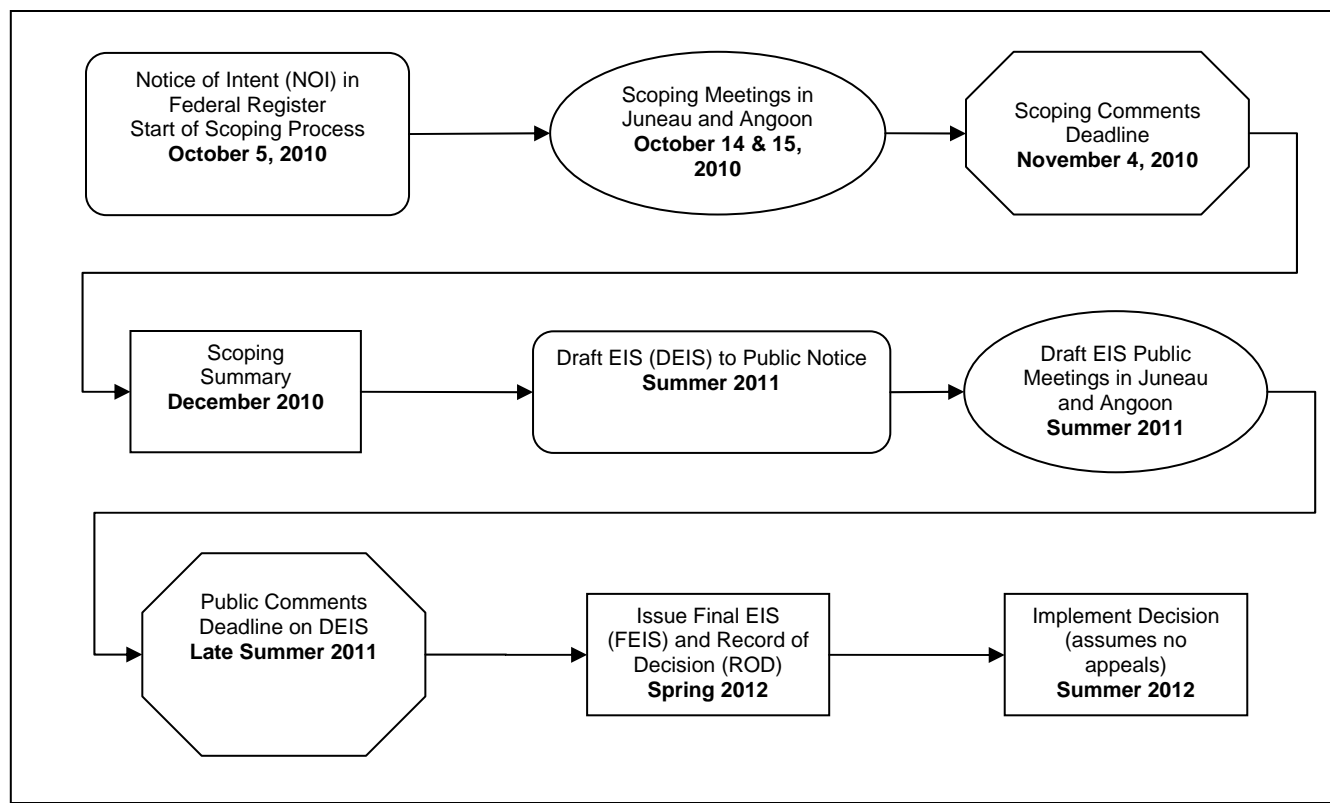 Notice of Intent (NOI) in
Federal Register
Start of Scoping Process
October 5, 2010
Scoping Meetings in
Juneau and Angoon
October 14 & 15,
2010
Scoping Comments
Deadline
November 4, 2010
Scoping
Summary
December 2010
Draft EIS (DEIS) to Public Notice
Summer 2011
Draft EIS Public
Meetings in Juneau
and Angoon
Summer 2011
Public Comments
Deadline on DEIS
Late Summer 2011
Issue Final EIS
(FEIS) and Record of
Decision (ROD)
Spring 2012
Implement Decision
(assumes no
appeals)
Summer 2012